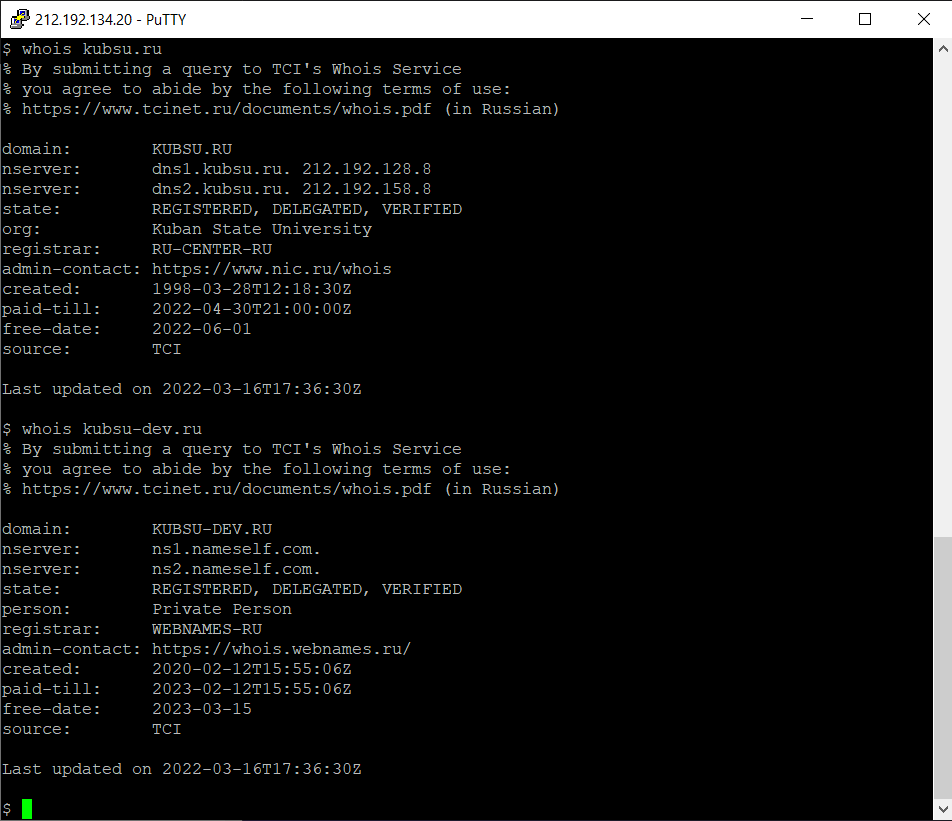 212.192.134.20 - PuTTY
$ whois kubsu.ru
% By submitting a query to TCI's Whois Service
% you agree to abide by the following terms of use:
% https://www.tcinet.ru/documents/whois.pdf (in Russian)
domain: KUBSU.RU
nserver: dns1.kubsu.ru. 212.192.128.8
nserver: dns2.kubsu.ru. 212.192.158.8
state: REGISTERED, DELEGATED, VERIFIED
org: Kuban State University
registrar: RU-CENTER-RU
admin-contact: https://www.nic.ru/whois
created: 1998-03-28T12:18:30Z
paid-till: 2022-04-30T21:00:00Z
free-date: 2022-06-01
source: TCI
Last updated on 2022-03-16T17:36:30Z
$ whois kubsu-dev.ru
% By submitting a query to TCI's Whois Service
% you agree to abide by the following terms of use:
% https://www.tcinet.ru/documents/whois.pdf (in Russian)
domain: KUBSU-DEV.RU
nserver: ns1.nameself.com.
nserver: ns2.nameself.com.
state: REGISTERED, DELEGATED, VERIFIED
person: Private Person
registrar: WEBNAMES-RU
admin-contact: https://whois.webnames.ru/
created: 2020-02-12T15:55:06Z
paid-till: 2023-02-12T15:55:06Z
free-date: 2023-03-15
source: TCI
Last updated on 2022-03-16T17:36:30Z
$